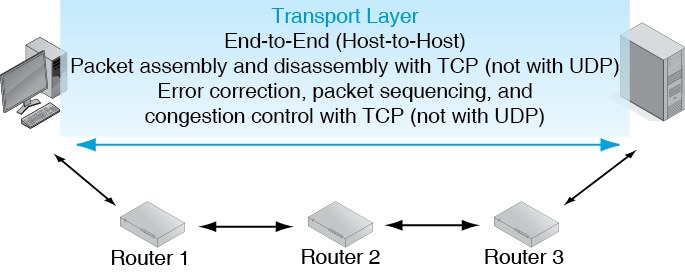 Transport Layer
End-to-End (Host-to-Host)
Packet assembly and disassembly with TCP (not with UDP)
Error correction, packet sequencing, and
congestion control with TCP (not with UDP)
Router 1
Router 2
Router 3